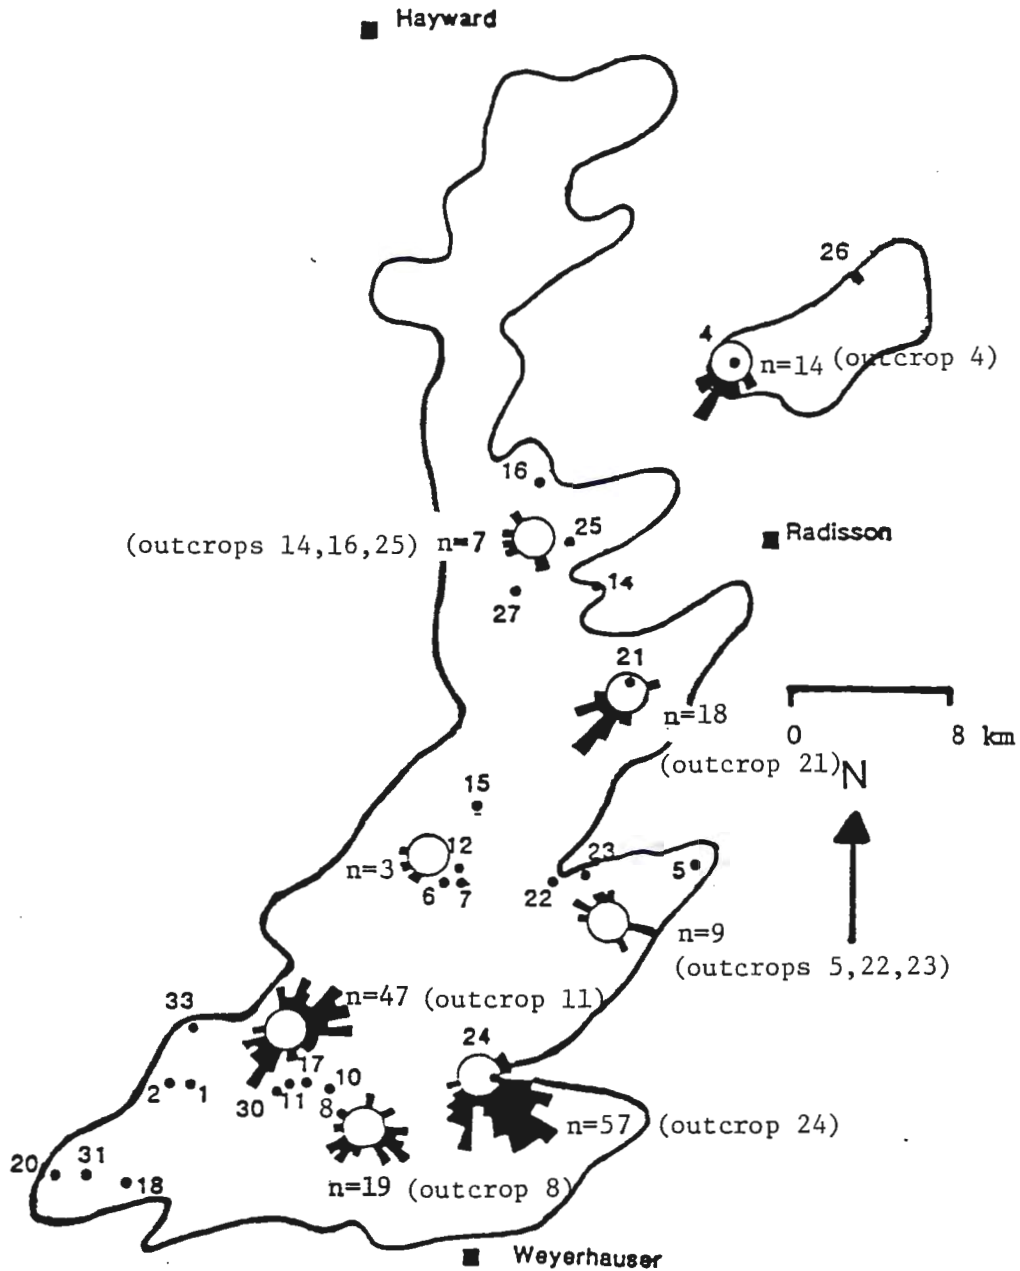 Hayward
26
4
n=14 (outcrop 4)
16
25
(outcrops 14,16,25) n=7
Radisson
14
27
21
n=18
0 8 km
(outcrop 21)
N
15
12
23
n=3
5
6 7
22
n=9
(outcrops 5,22,23)
n=47 (outcrop 11)
33
24
17
10
2 1
30 11 8
n=57 (outcrop 24)
20 31
18
n=19 (outcrop 8)
Weyerhauser